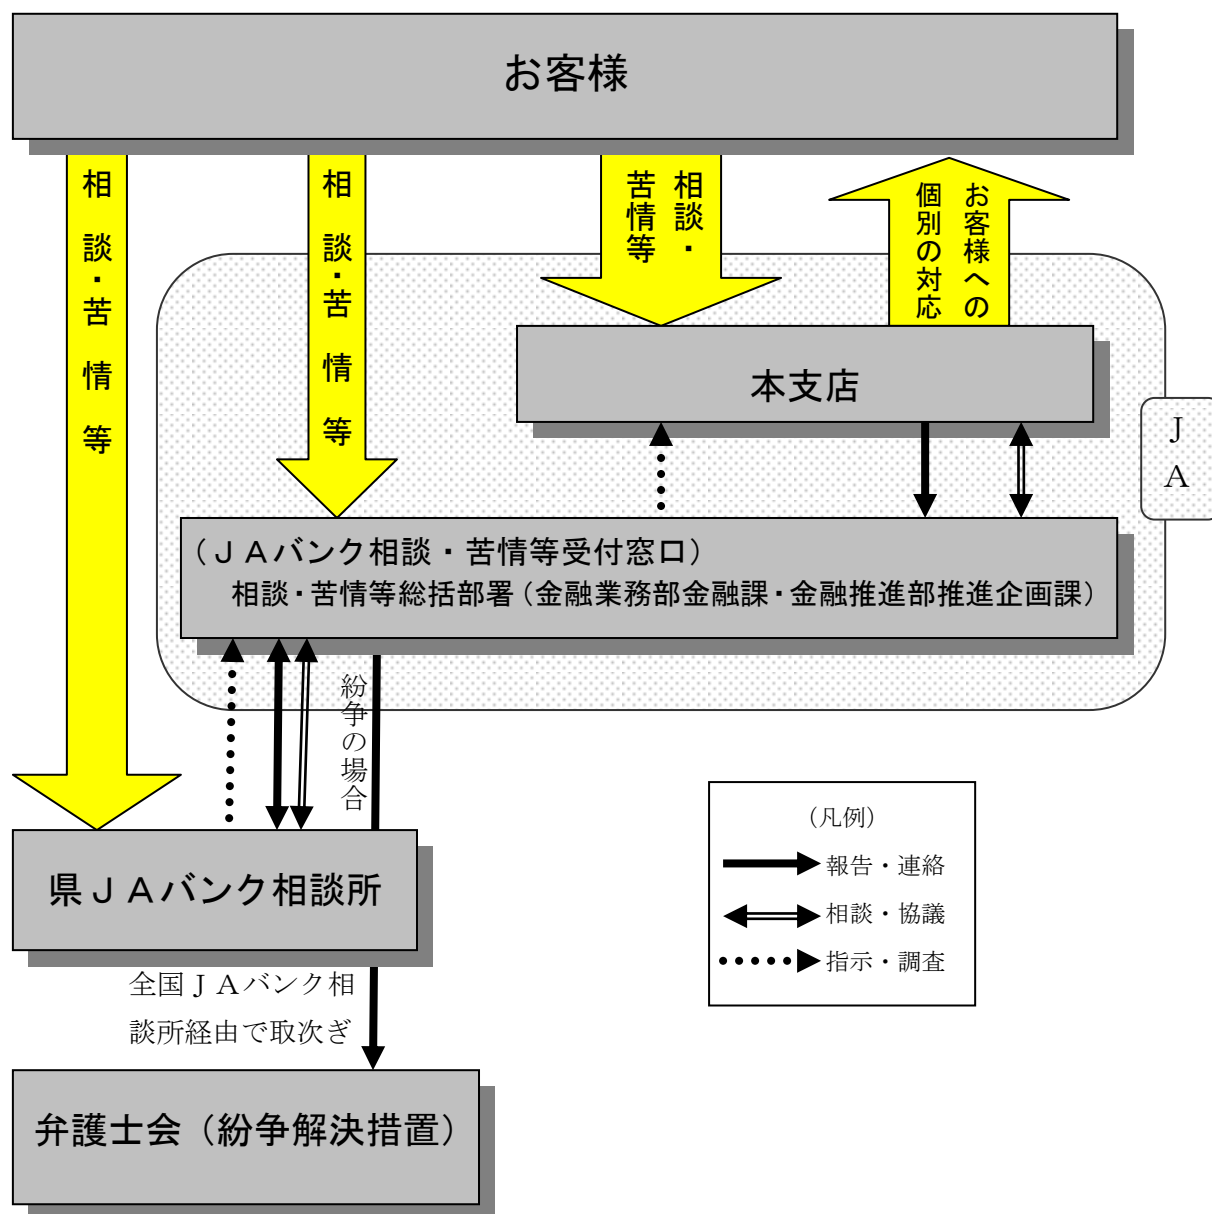 お客様
相談・苦情等
相談・苦情等
相談・
苦情等
お客様への
個別の対応
本支店
JA
(JAバンク相談・苦情等受付窓口)
相談・苦情等総括部署(金融業務部金融課・金融推進部推進企画課)
紛争の場合
県JAバンク相談所
(凡例)
報告・連絡
相談・協議
指示・調査
全国JAバンク相
談所経由で取次ぎ
弁護士会(紛争解決措置)